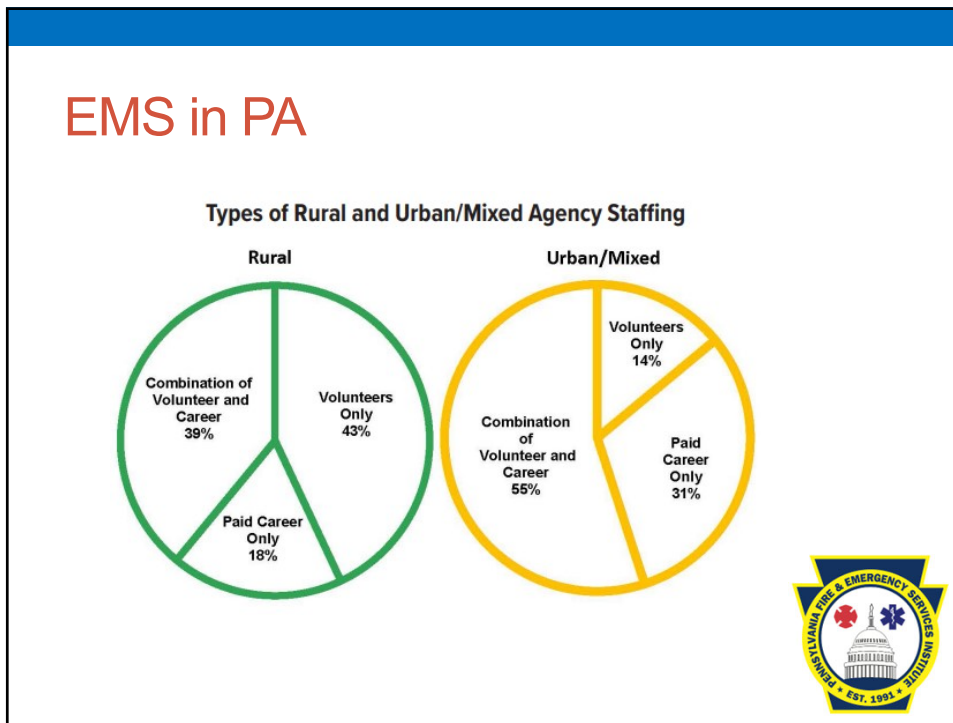 EMS in PA
Types of Rural and Urban/Mixed Agency Staffing
Rural
Combination of
Volunteer and
Career
39%
Volunteers
Only
43%
Paid Career
Only
18%
Urban/Mixed
Volunteers
Only
14%
Combination
of
Volunteer and
Career
55%
Paid
Career
Only
31%
PENNSYLVANIA FIRE & EMERGENCY SERVICES INSTITUTE
★ EST. 1991 ★